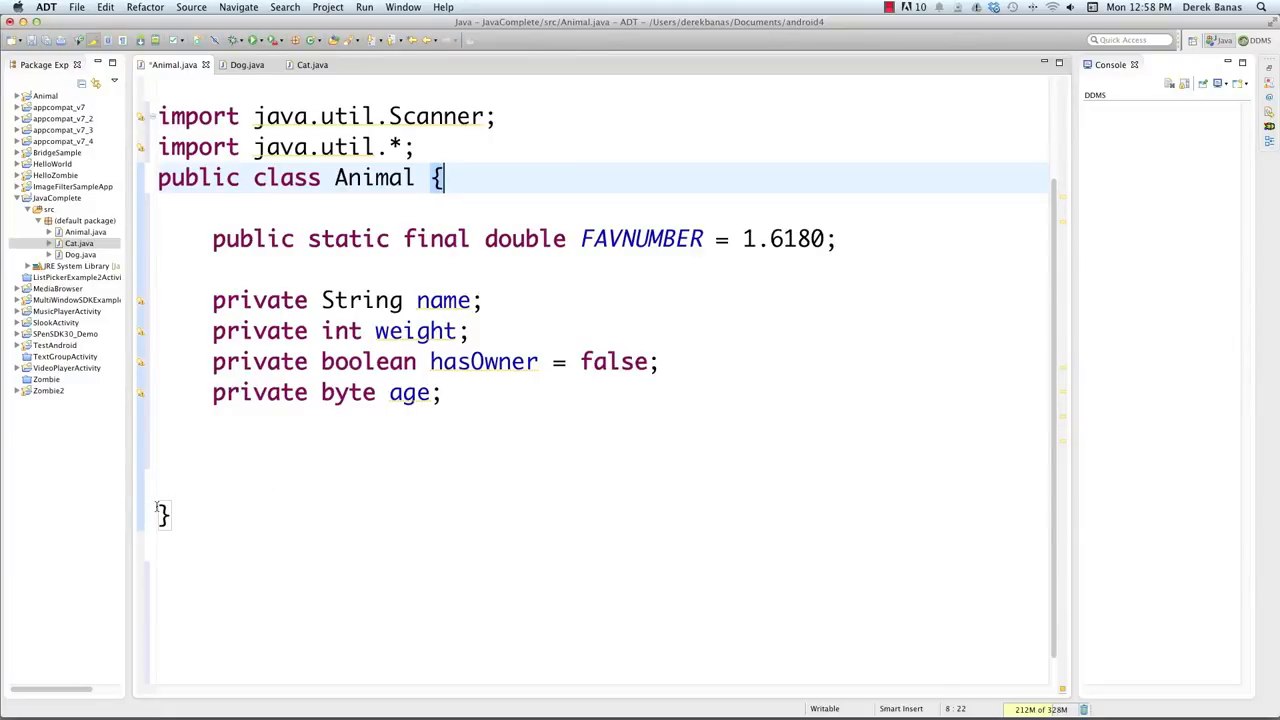 ADT File Edit Refactor Source Navigate Search Project Run Window Help
10 Mon 12:58 PM Derek Banas
Java – JavaComplete/src/Animal.java – ADT – /Users/derekbanas/Documents/android4
Quick Access Java DDMS
Package Exp *Animal.java Dog.java Cat.java Console
DDMS
Animal
appcompat_v7
appcompat_v7_2
appcompat_v7_3
appcompat_v7_4
BridgeSample
HelloWorld
HelloZombie
ImageFilterSampleApp
JavaComplete
src
(default package)
Animal.java
Cat.java
Dog.java
JRE System Library [Ja
ListPickerExample2Activi
MediaBrowser
MultiWindowSDKExample
MusicPlayerActivity
SlookActivity
SPenSDK30_Demo
TestAndroid
TextGroupActivity
VideoPlayerActivity
Zombie
Zombie2
import java.util.Scanner;
import java.util.*;
public class Animal {
public static final double FAVNUMBER = 1.6180;
private String name;
private int weight;
private boolean hasOwner = false;
private byte age;
}
Writable Smart Insert 8 : 22 212M of 328M